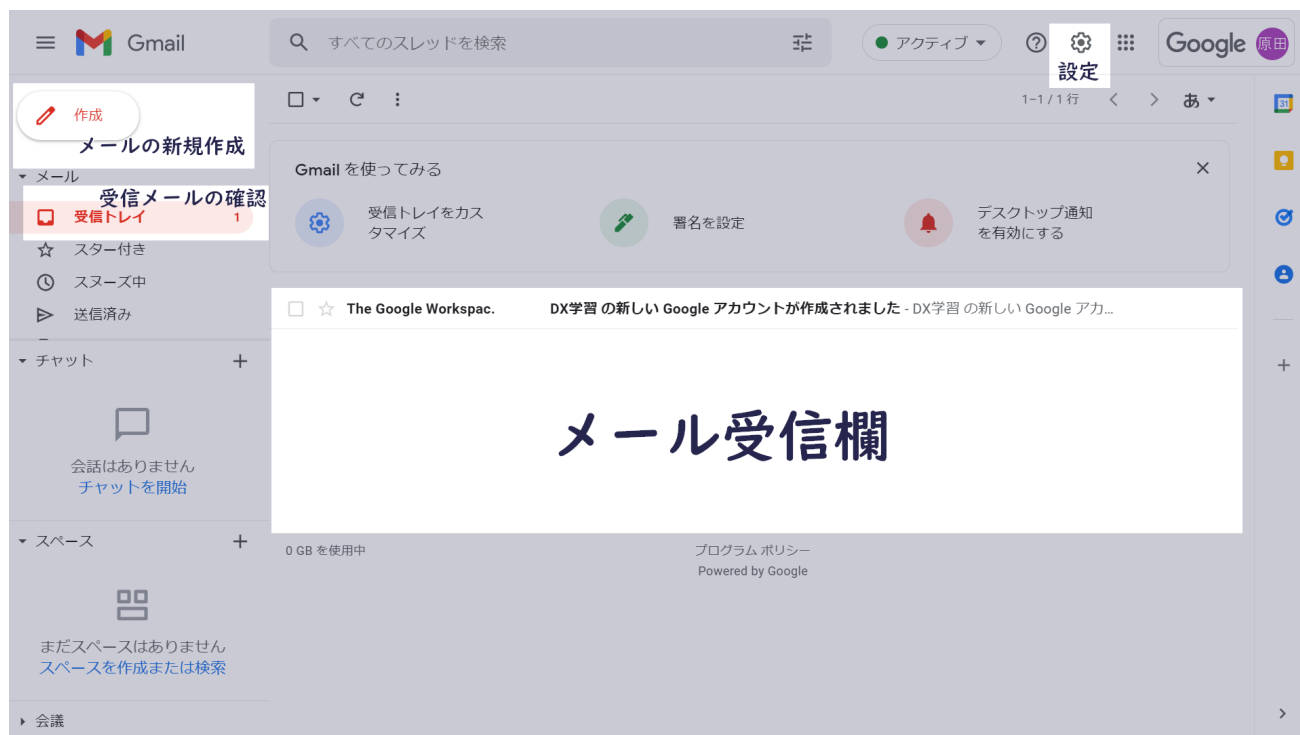 Gmail
すべてのスレッドを検索
アクティブ
設定
Google 原田
作成
メールの新規作成
1-1 / 1 行
あ
31
メール
受信メールの確認
受信トレイ 1
スター付き
スヌーズ中
送信済み
Gmail を使ってみる
受信トレイをカス
タマイズ
署名を設定
デスクトップ通知
を有効にする
The Google Workspac. DX学習 の新しい Google アカウントが作成されました - DX学習 の新しい Google アカ…
メール受信欄
チャット
会話はありません
チャットを開始
スペース
まだスペースはありません
スペースを作成または検索
会議
0 GB を使用中
プログラム ポリシー
Powered by Google